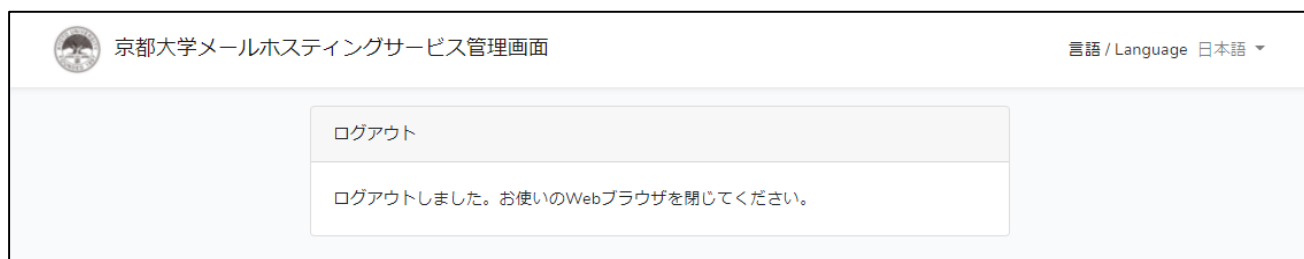 京都大学メールホスティングサービス管理画面
言語 / Language 日本語
ログアウト
ログアウトしました。お使いのWebブラウザを閉じてください。